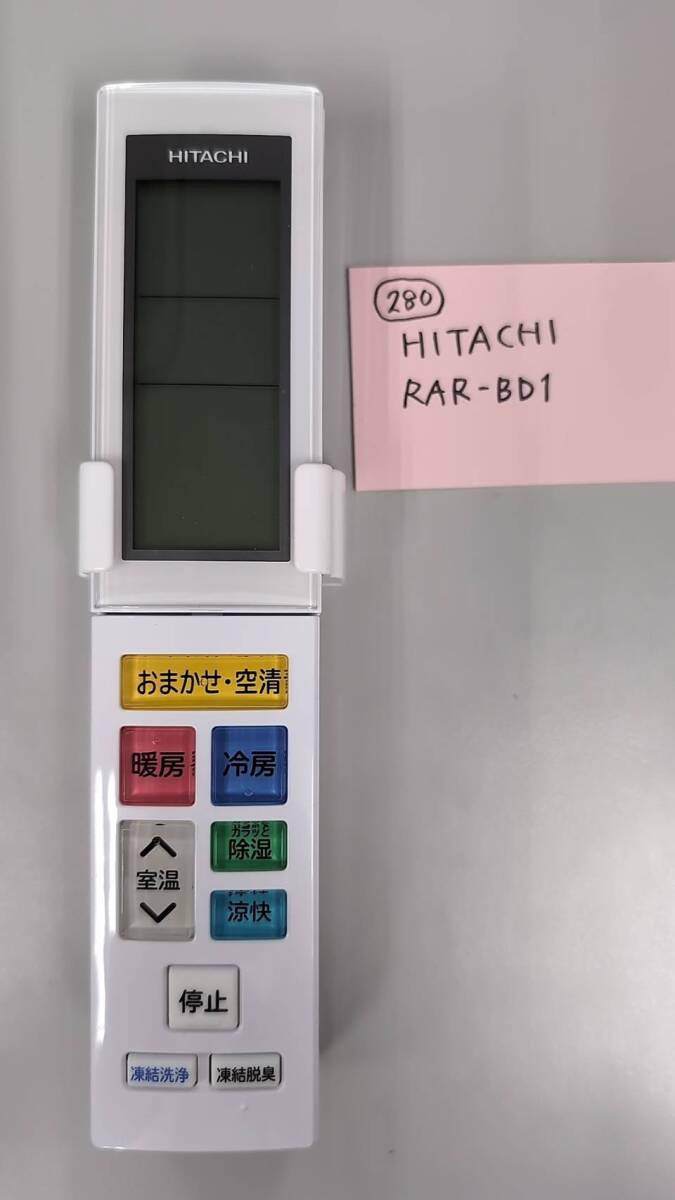 HITACHI
280
HITACHI
RAR-BD1
おまかせ・空清
暖房
冷房
室温
カラッと
除湿
涼快
停止
凍結洗浄
凍結脱臭